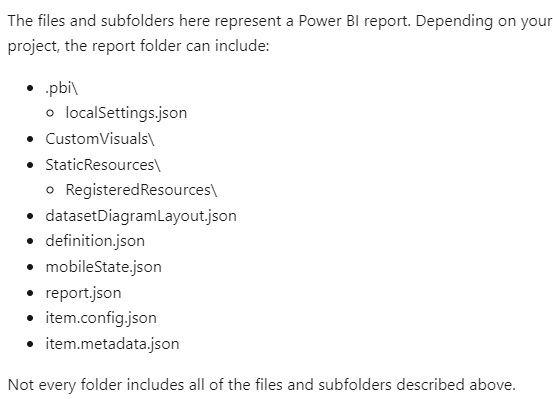 The files and subfolders here represent a Power BI report. Depending on your
project, the report folder can include:
• .pbi\
◦ localSettings.json
• CustomVisuals\
• StaticResources\
◦ RegisteredResources\
• datasetDiagramLayout.json
• definition.json
• mobileState.json
• report.json
• item.config.json
• item.metadata.json
Not every folder includes all of the files and subfolders described above.